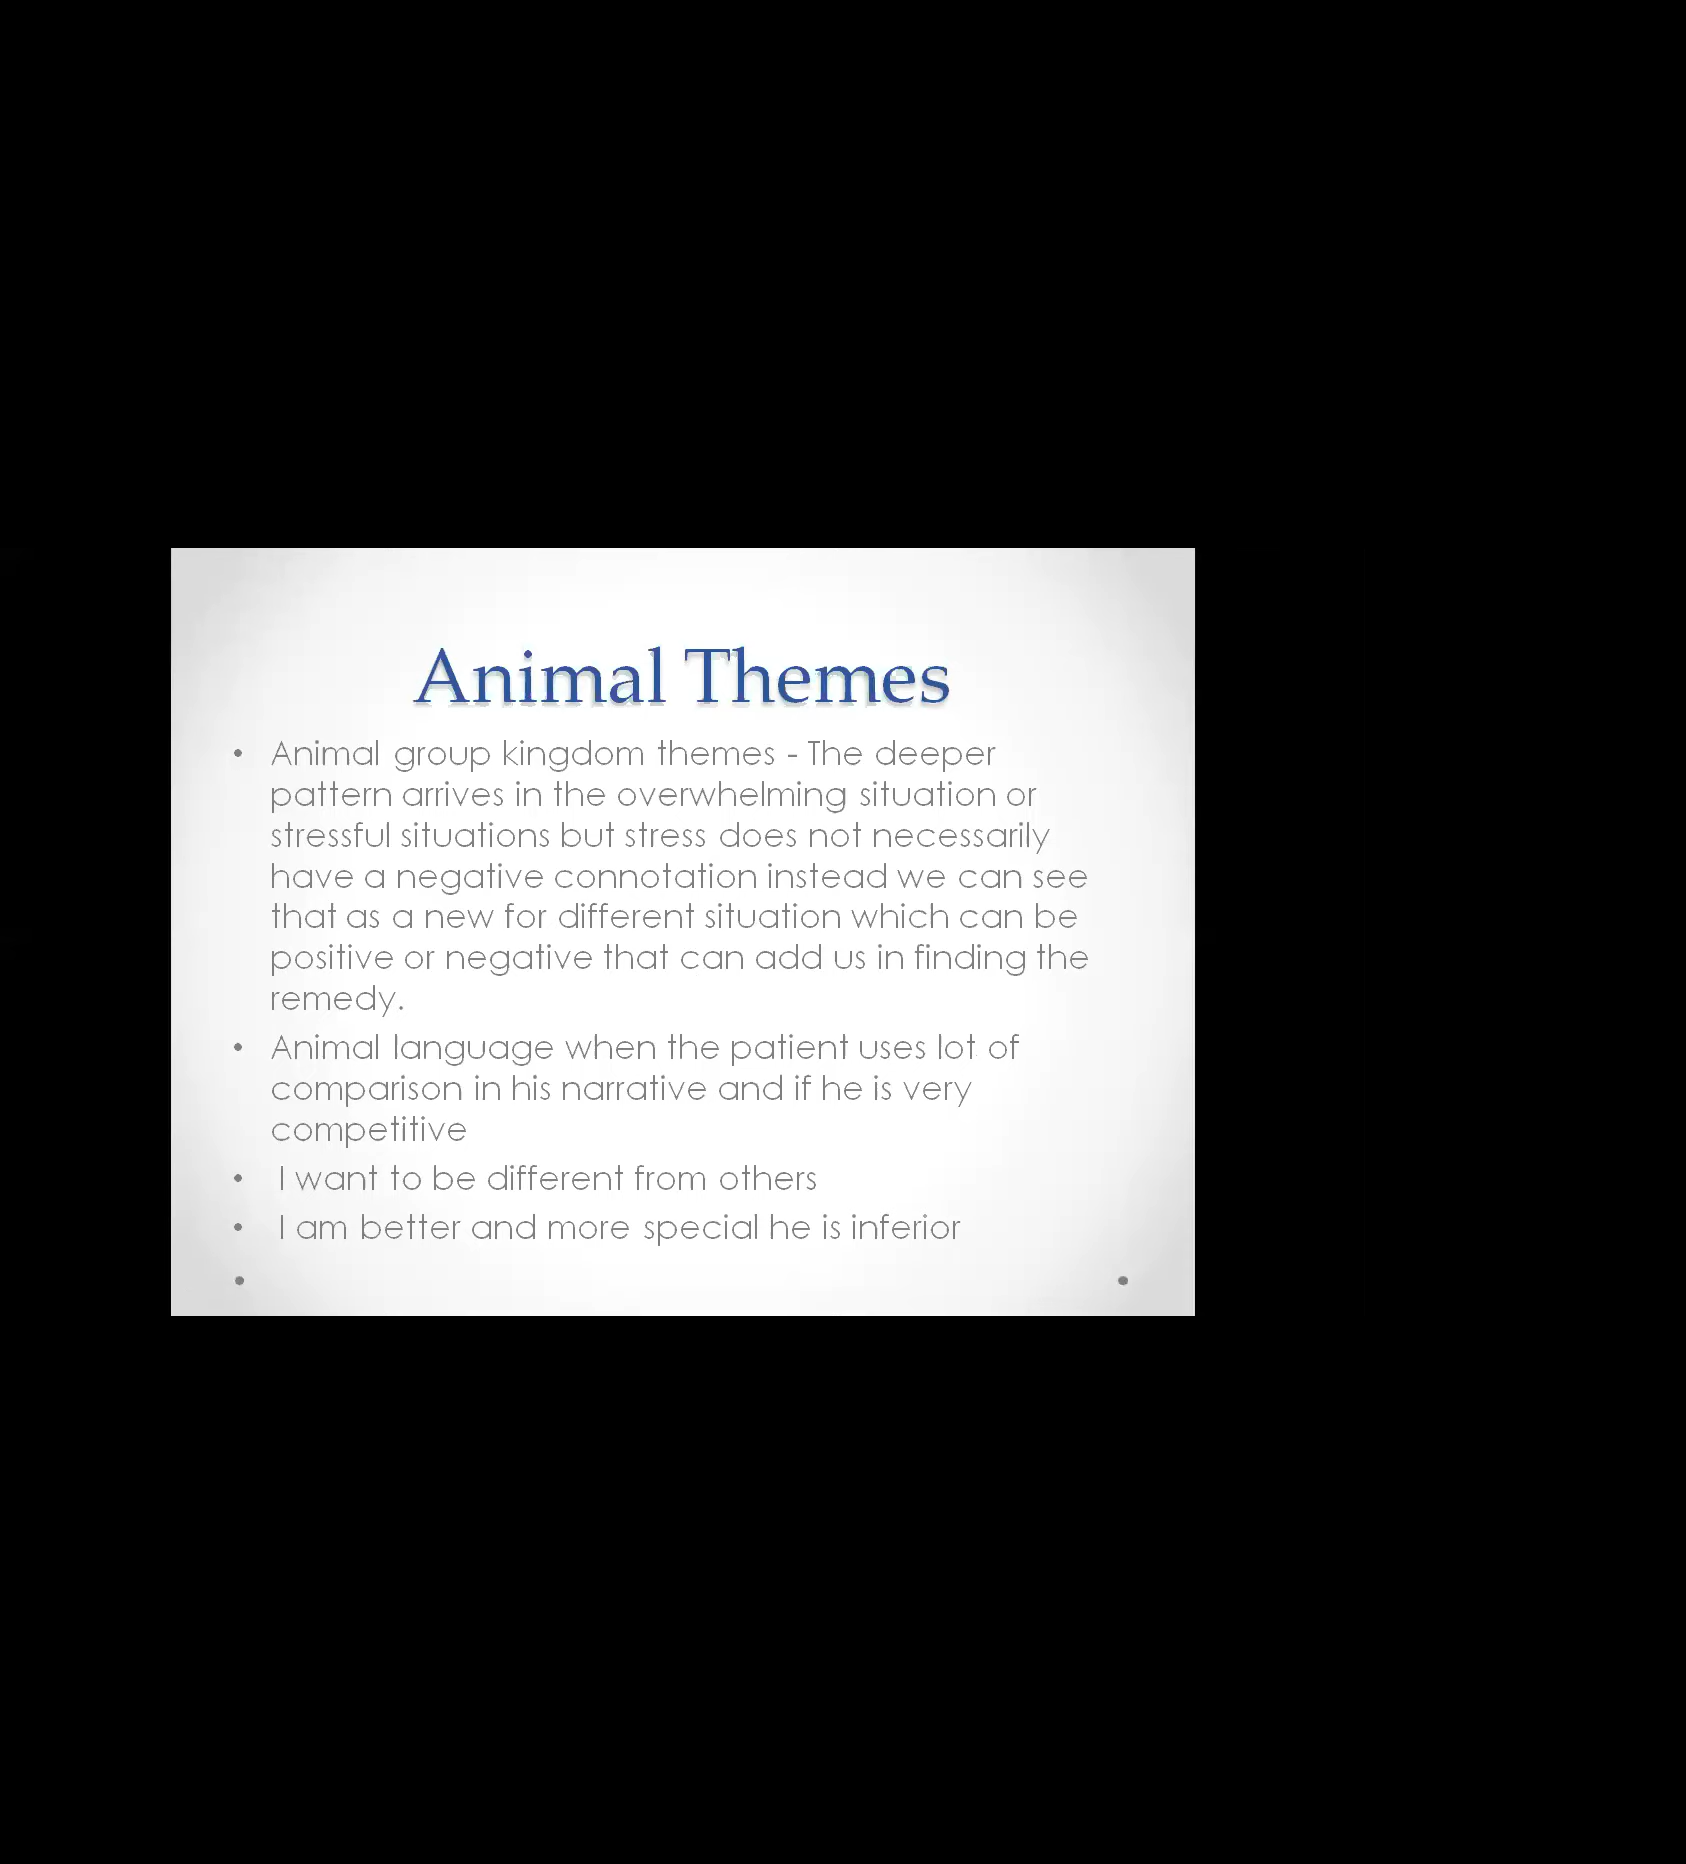 Animal Themes
• Animal group kingdom themes - The deeper
pattern arrives in the overwhelming situation or
stressful situations but stress does not necessarily
have a negative connotation instead we can see
that as a new for different situation which can be
positive or negative that can add us in finding the
remedy.
• Animal language when the patient uses lot of
comparison in his narrative and if he is very
competitive
• I want to be different from others
• I am better and more special he is inferior